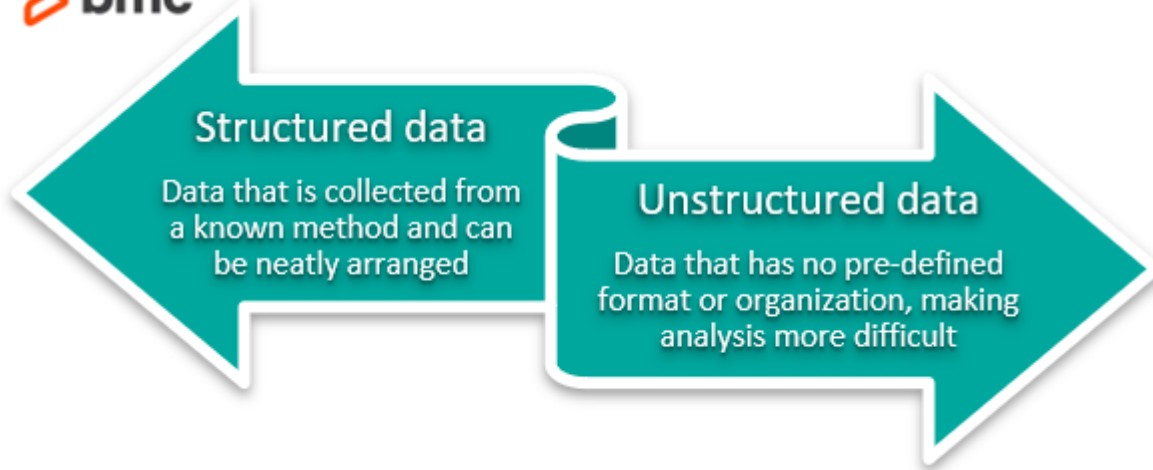 bmc
Structured data
Data that is collected from
a known method and can
be neatly arranged
Unstructured data
Data that has no pre-defined
format or organization, making
analysis more difficult